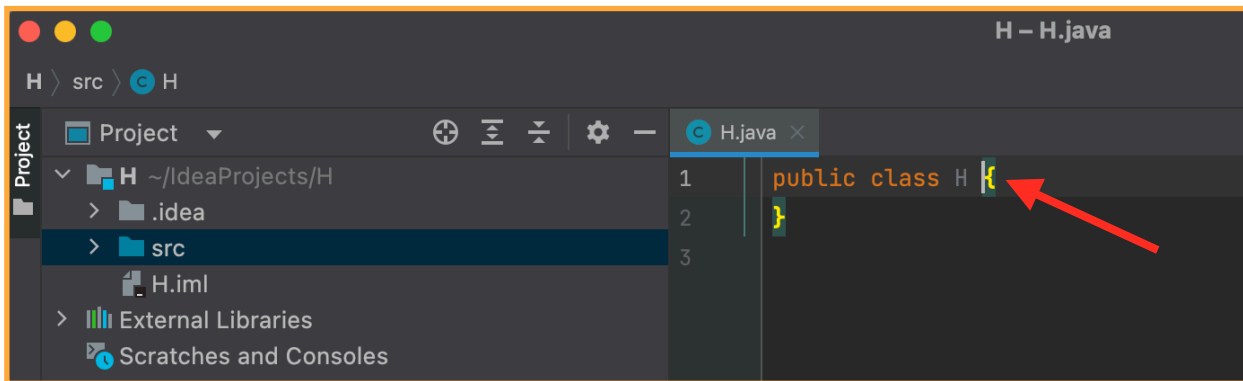 H – H.java
H 〉 src 〉 C H
Project
Project
C H.java ×
H ~/IdeaProjects/H
.idea
src
H.iml
External Libraries
Scratches and Consoles
1 public class H {
2 }
3